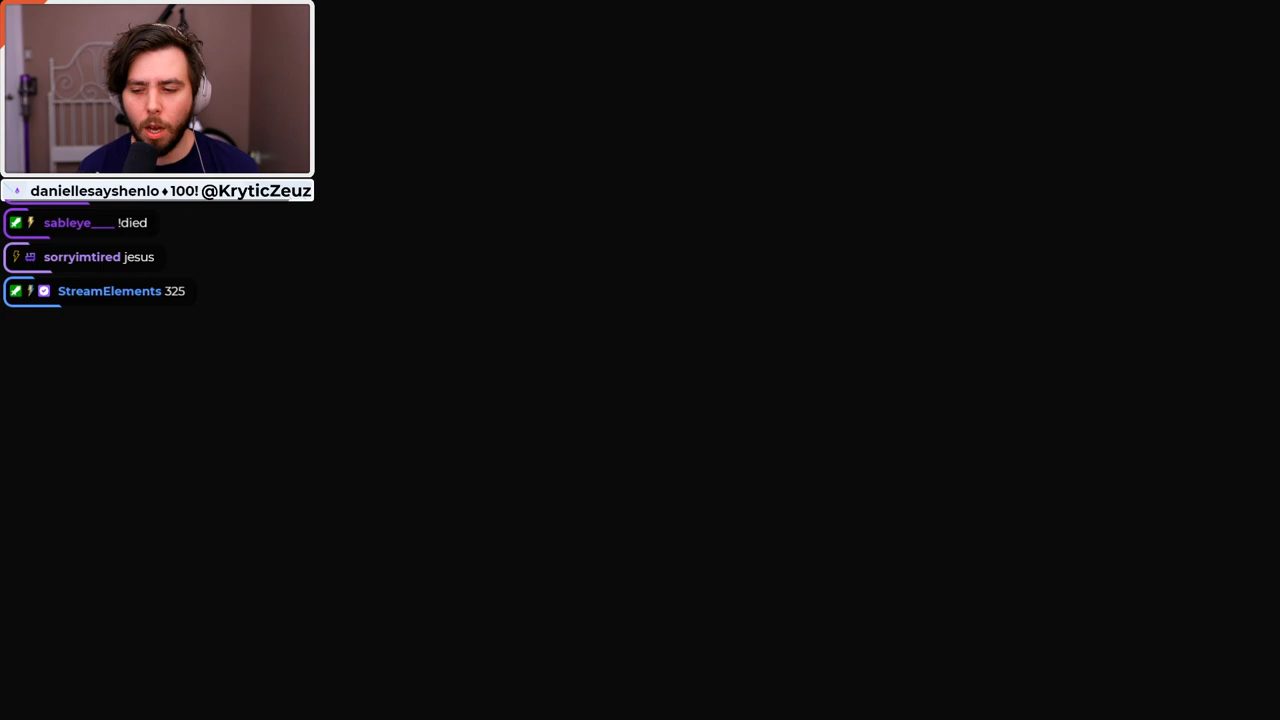 daniellesayshenlo♦100! @KryticZeuz
sableye____ !died
sorryimtired jesus
StreamElements 325